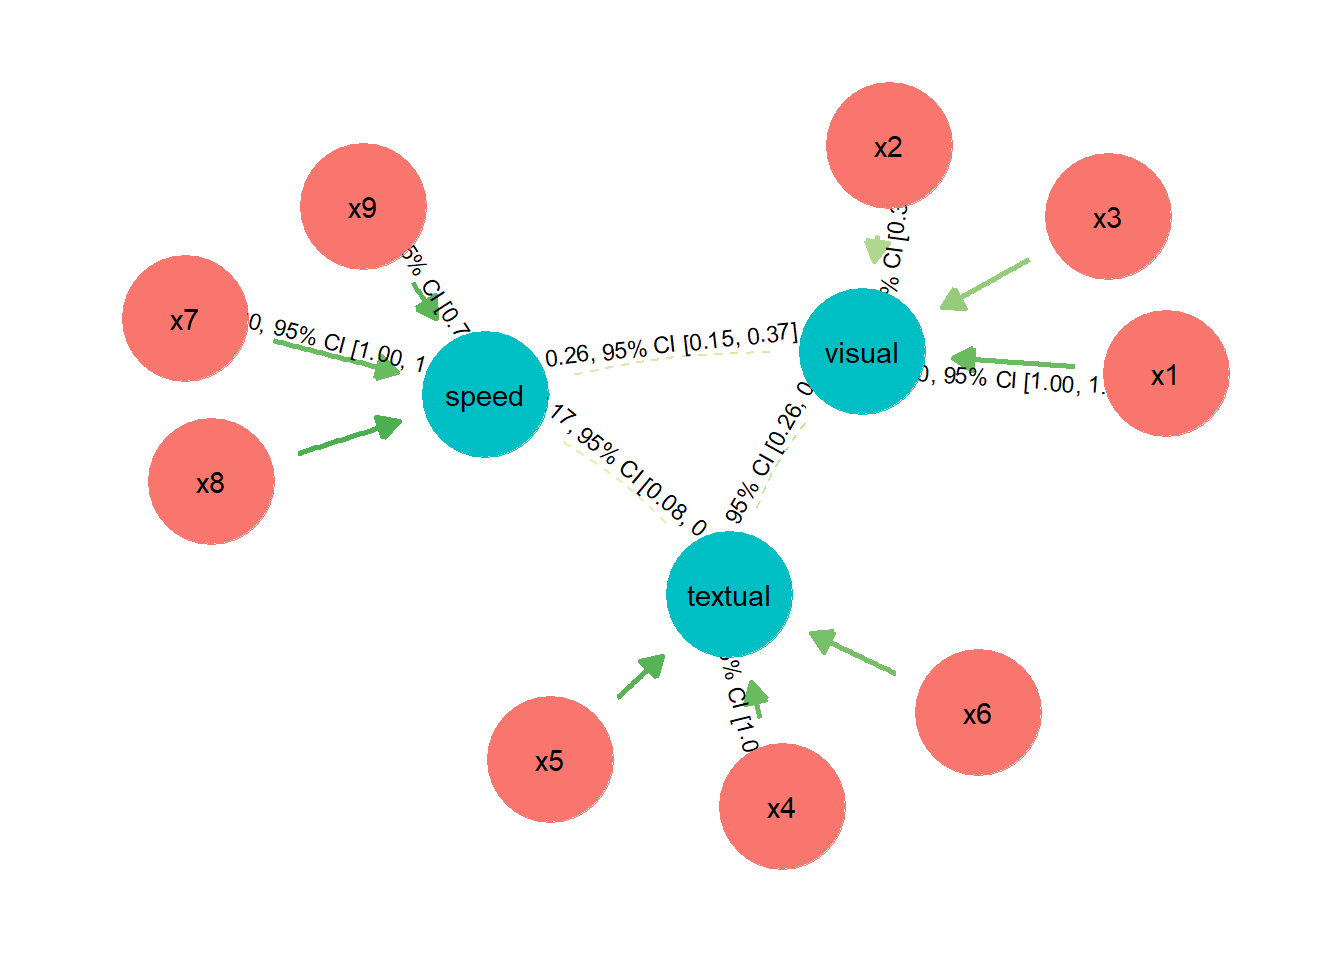 x2
x9
x3
% CI [0.3
5% CI [0.7
x7
0, 95% CI [1.00, 1
0.26, 95% CI [0.15, 0.37]
visual
x1
0, 95% CI [1.00, 1.
speed
17, 95% CI [0.08, 0
95% CI [0.26, 0
x8
textual
5% CI [1.0
x6
x5
x4